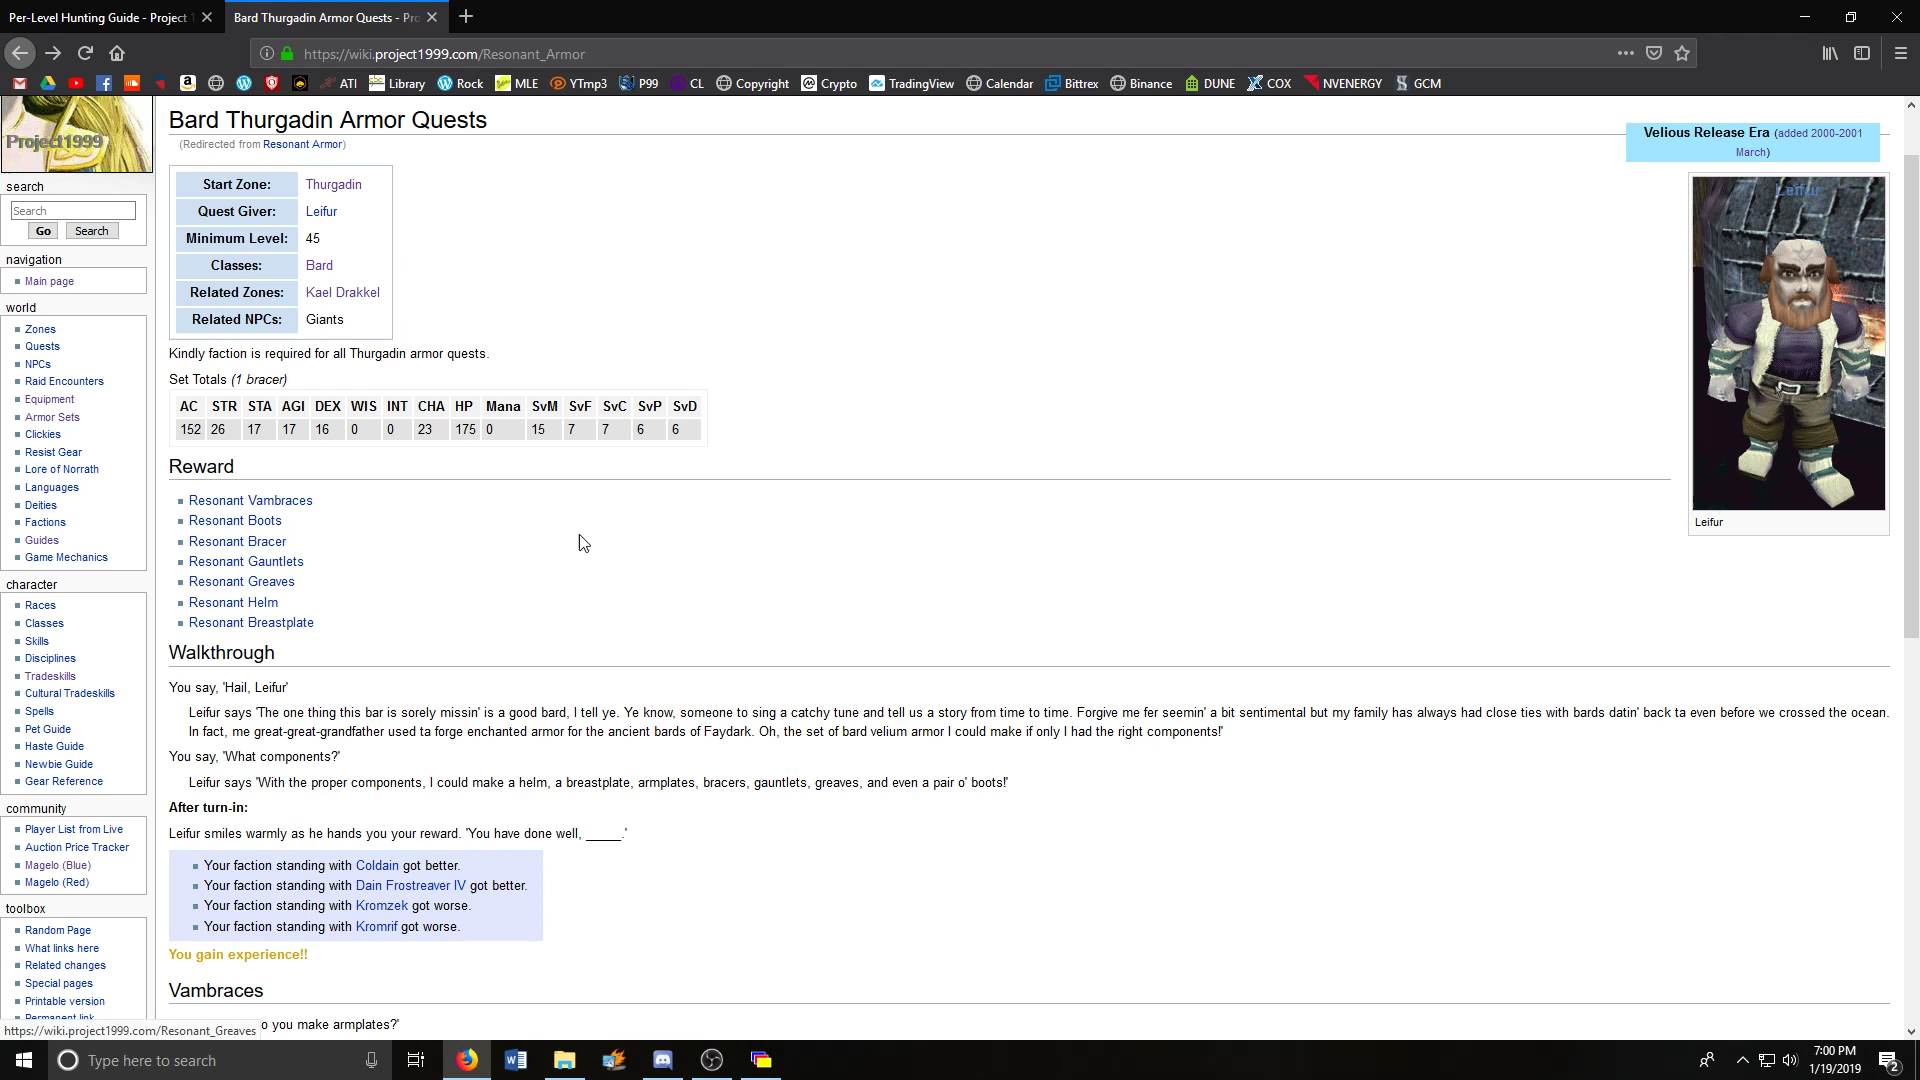 Per-Level Hunting Guide - Project 1
Bard Thurgadin Armor Quests - Pro
https://wiki.project1999.com/Resonant_Armor
ATI Library Rock MLE YTmp3 P99 CL Copyright Crypto TradingView Calendar Bittrex Binance DUNE COX NVENERGY GCM
Project1999
search
Search
Go Search
navigation
Main page
world
Zones
Quests
NPCs
Raid Encounters
Equipment
Armor Sets
Clickies
Resist Gear
Lore of Norrath
Languages
Deities
Factions
Guides
Game Mechanics
character
Races
Classes
Skills
Disciplines
Tradeskills
Cultural Tradeskills
Spells
Pet Guide
Haste Guide
Newbie Guide
Gear Reference
community
Player List from Live
Auction Price Tracker
Magelo (Blue)
Magelo (Red)
toolbox
Random Page
What links here
Related changes
Special pages
Printable version
Permanent link
Bard Thurgadin Armor Quests
(Redirected from Resonant Armor)
Velious Release Era (added 2000-2001
March)
Start Zone: Thurgadin
Quest Giver: Leifur
Minimum Level: 45
Classes: Bard
Related Zones: Kael Drakkel
Related NPCs: Giants
Leifur
Leifur
Kindly faction is required for all Thurgadin armor quests.
Set Totals (1 bracer)
AC STR STA AGI DEX WIS INT CHA HP Mana SvM SvF SvC SvP SvD
152 26 17 17 16 0 0 23 175 0 15 7 7 6 6
Reward
Resonant Vambraces
Resonant Boots
Resonant Bracer
Resonant Gauntlets
Resonant Greaves
Resonant Helm
Resonant Breastplate
Walkthrough
You say, 'Hail, Leifur'
Leifur says 'The one thing this bar is sorely missin' is a good bard, I tell ye. Ye know, someone to sing a catchy tune and tell us a story from time to time. Forgive me fer seemin' a bit sentimental but my family has always had close ties with bards datin' back ta even before we crossed the ocean.
In fact, me great-great-grandfather used ta forge enchanted armor for the ancient bards of Faydark. Oh, the set of bard velium armor I could make if only I had the right components!'
You say, 'What components?'
Leifur says 'With the proper components, I could make a helm, a breastplate, armplates, bracers, gauntlets, greaves, and even a pair o' boots!'
After turn-in:
Leifur smiles warmly as he hands you your reward. 'You have done well, _____.'
Your faction standing with Coldain got better.
Your faction standing with Dain Frostreaver IV got better.
Your faction standing with Kromzek got worse.
Your faction standing with Kromrif got worse.
You gain experience!!
Vambraces
o you make armplates?'
https://wiki.project1999.com/Resonant_Greaves
Type here to search
7:00 PM
1/19/2019
2